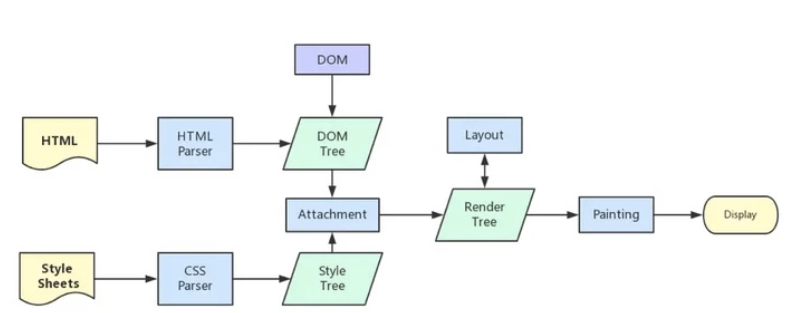 DOM
HTML
HTML
Parser
DOM
Tree
Layout
Attachment
Render
Tree
Painting
Display
Style
Sheets
CSS
Parser
Style
Tree